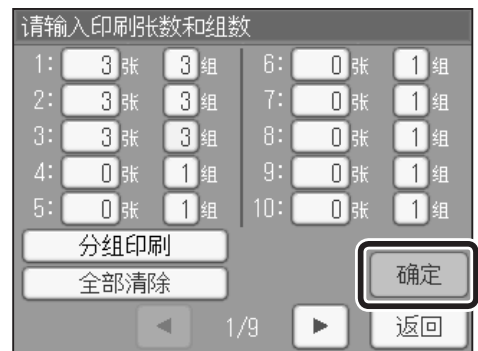 请输入印刷张数和组数
1: 3张 3组 6: 0张 1组
2: 3张 3组 7: 0张 1组
3: 3张 3组 8: 0张 1组
4: 0张 1组 9: 0张 1组
5: 0张 1组 10: 0张 1组
分组印刷
全部清除 确定
1/9 返回